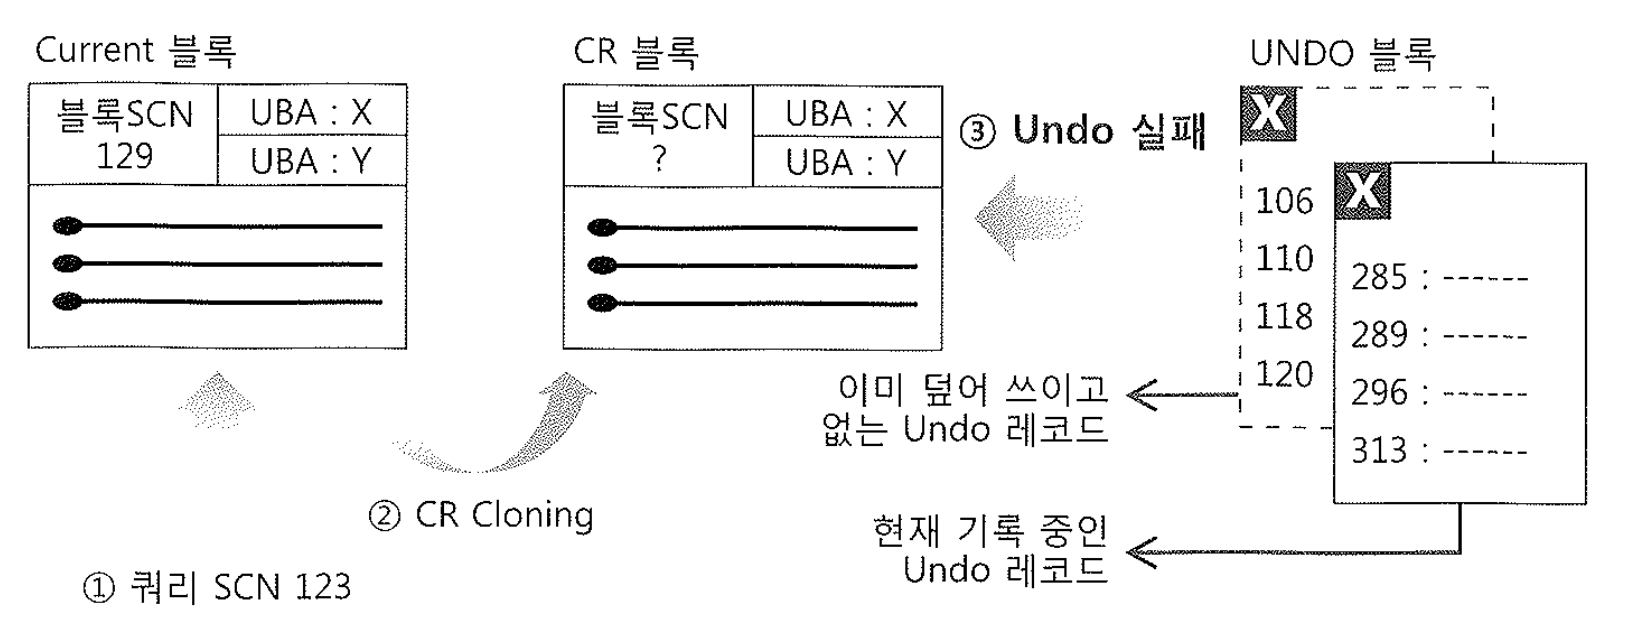 Current 블록
블록SCN
129
UBA : X
UBA : Y
CR 블록
블록SCN
?
UBA : X
UBA : Y
③ Undo 실패
UNDO 블록
X
106
110
118
120
X
285 : ------
289 : ------
296 : ------
313 : ------
이미 덮어 쓰이고
없는 Undo 레코드
현재 기록 중인
Undo 레코드
② CR Cloning
① 쿼리 SCN 123